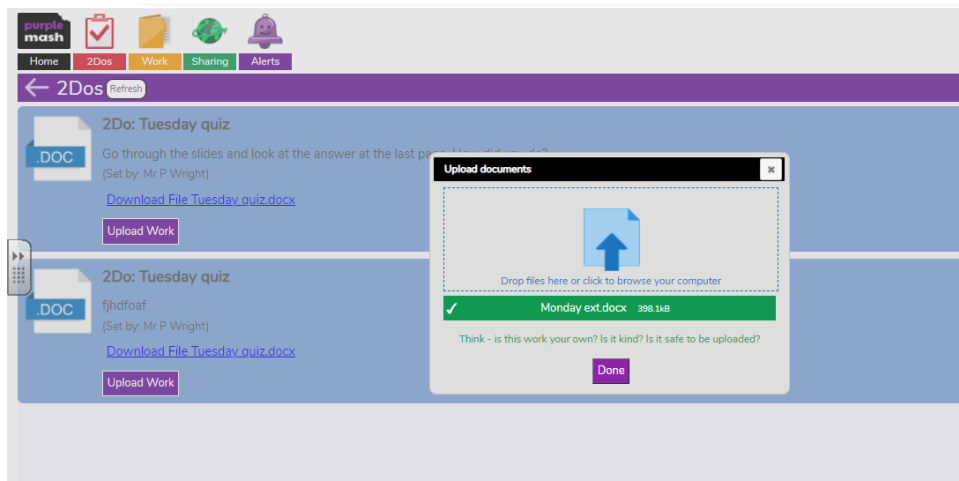 purple
mash
Home 2Dos Work Sharing Alerts
2Dos Refresh
2Do: Tuesday quiz
.DOC
Go through the slides and look at the answer at the last page. How did you do?
(Set by: Mr P Wright)
Download File Tuesday quiz.docx
Upload Work
2Do: Tuesday quiz
.DOC
fjhdfoaf
(Set by: Mr P Wright)
Download File Tuesday quiz.docx
Upload Work
Upload documents
Drop files here or click to browse your computer
Monday ext.docx 398.1kB
Think - is this work your own? Is it kind? Is it safe to be uploaded?
Done